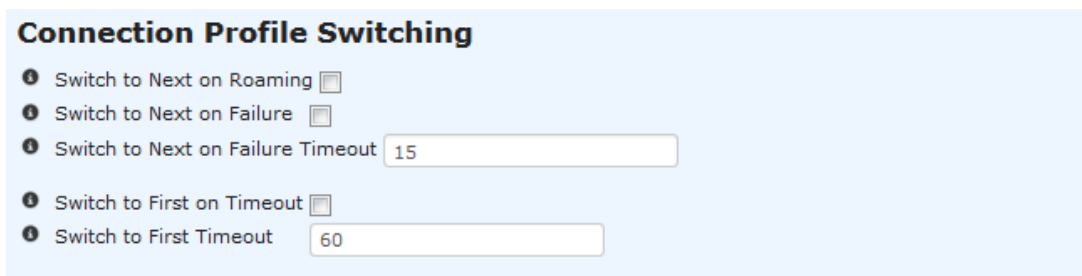 Connection Profile Switching
Switch to Next on Roaming
Switch to Next on Failure
Switch to Next on Failure Timeout 15
Switch to First on Timeout
Switch to First Timeout 60